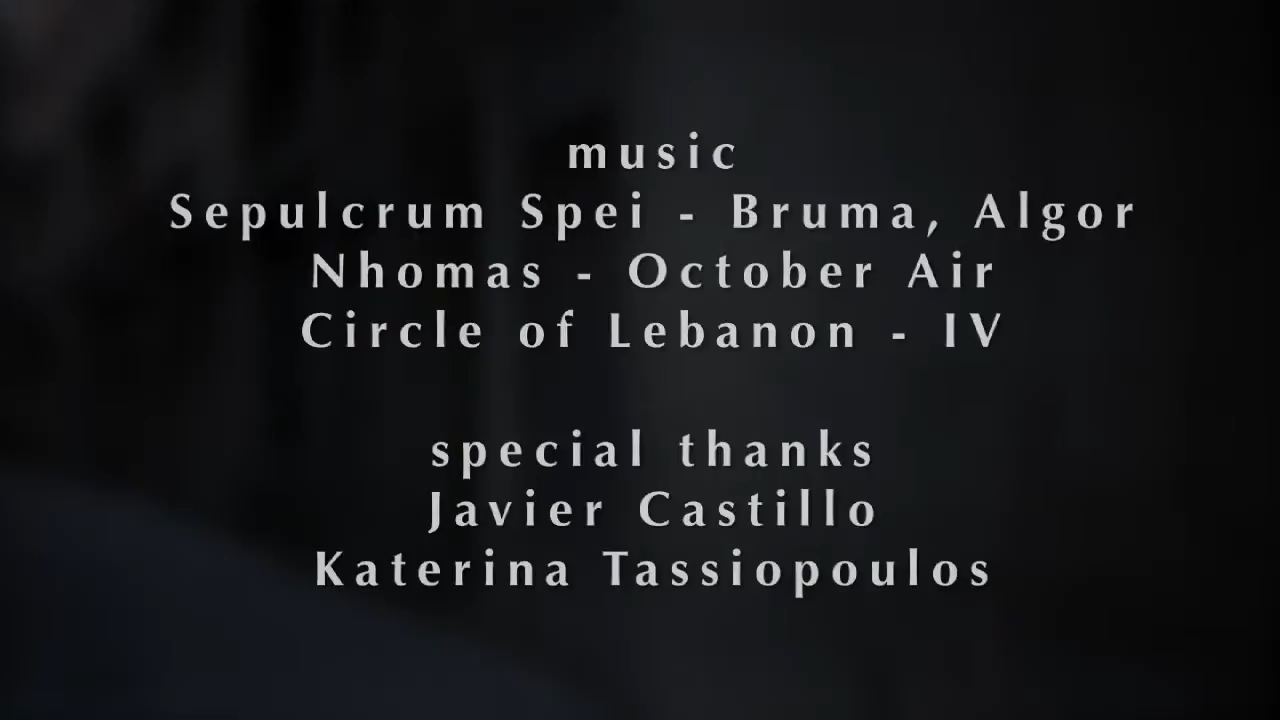 music
Sepulcrum Spei - Bruma, Algor
Nhomas - October Air
Circle of Lebanon - IV
special thanks
Javier Castillo
Katerina Tassiopoulos